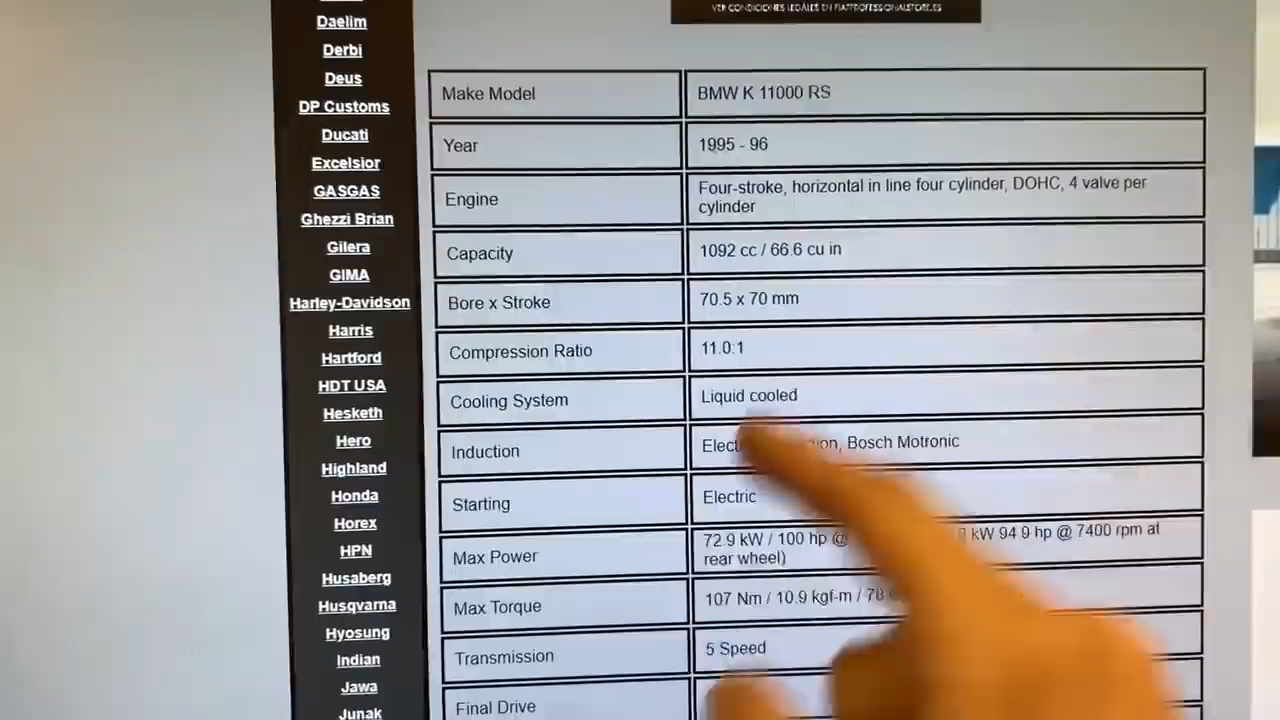 VER CONDICIONES LEGALES EN FIATPROFESSIONALSTORE.ES
Daelim
Derbi
Deus
DP Customs
Ducati
Excelsior
GASGAS
Ghezzi Brian
Gilera
GIMA
Harley-Davidson
Harris
Hartford
HDT USA
Hesketh
Hero
Highland
Honda
Horex
HPN
Husaberg
Husqvarna
Hyosung
Indian
Jawa
Junak
Make Model BMW K 11000 RS
Year 1995 - 96
Engine Four-stroke, horizontal in line four cylinder, DOHC, 4 valve per
cylinder
Capacity 1092 cc / 66.6 cu in
Bore x Stroke 70.5 x 70 mm
Compression Ratio 11.0:1
Cooling System Liquid cooled
Induction Bosch Motronic
Starting Electric
Max Power 72.9 kW / 100 hp @ kW 94 9 hp @ 7400 rpm at
rear wheel)
Max Torque 107 Nm / 10.9 kgf-m /
Transmission 5 Speed
Final Drive